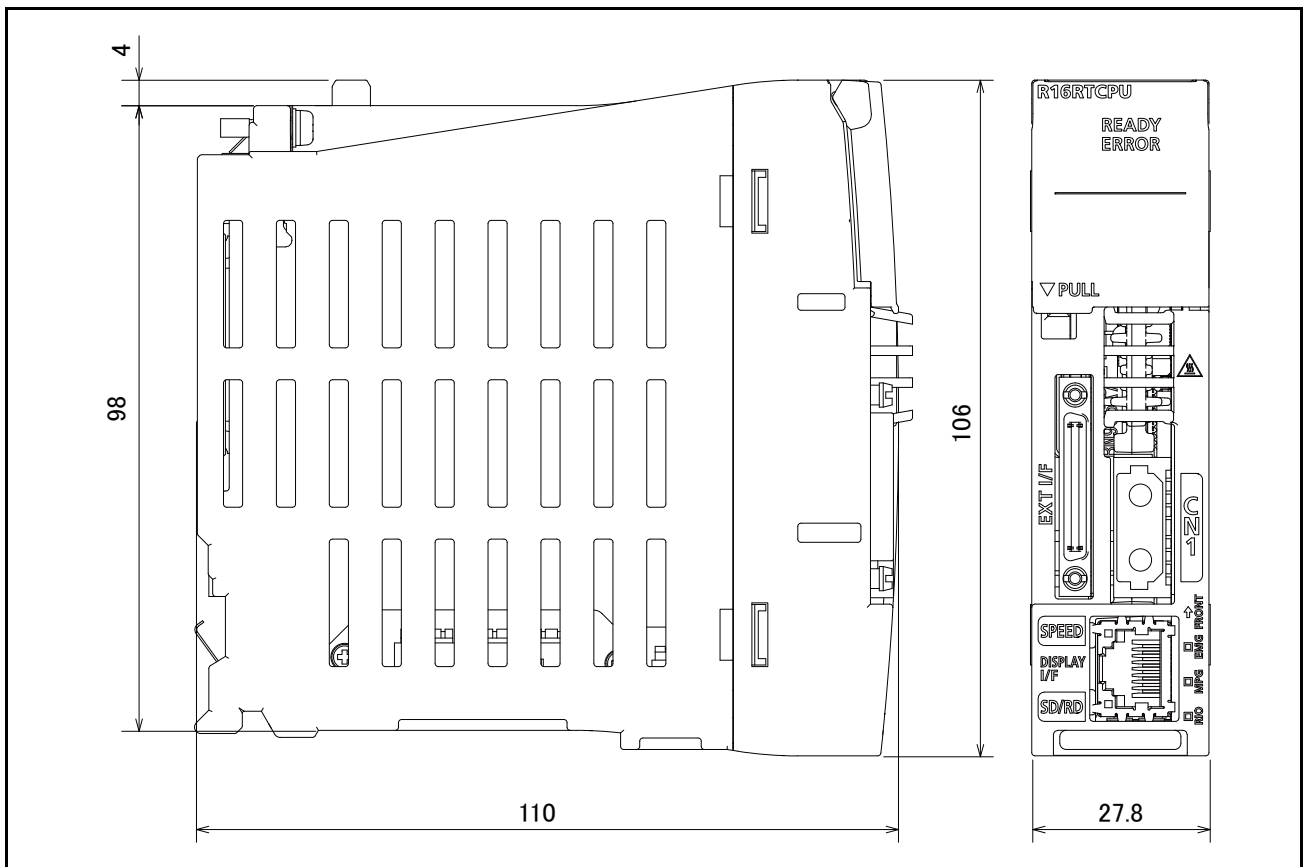 4
98
106
110
27.8
R16RTCPU
READY
ERROR
▽ PULL
EXT I/F
CN1
SPEED
DISPLAY
I/F
SD/RD
↑ FRONT
EMG
MPG
RIO